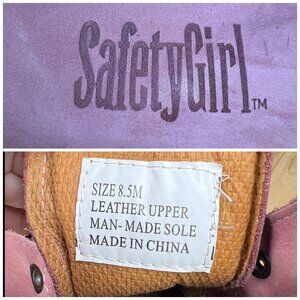 SafetyGirl™
SIZE 8.5M
LEATHER UPPER
MAN- MADE SOLE
MADE IN CHINA